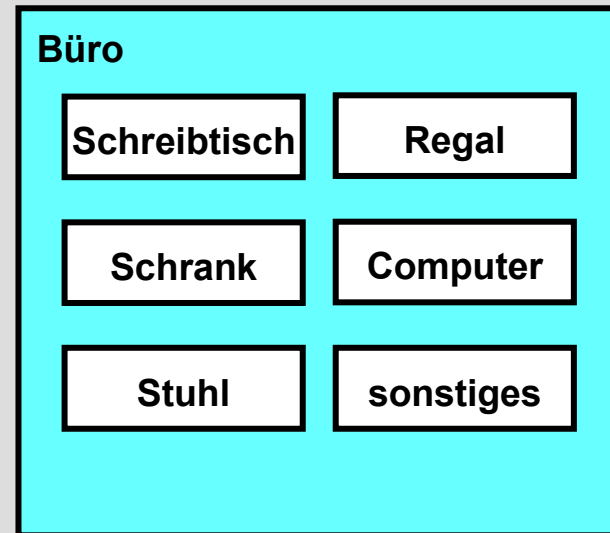 Büro
Schreibtisch
Regal
Schrank
Computer
Stuhl
sonstiges